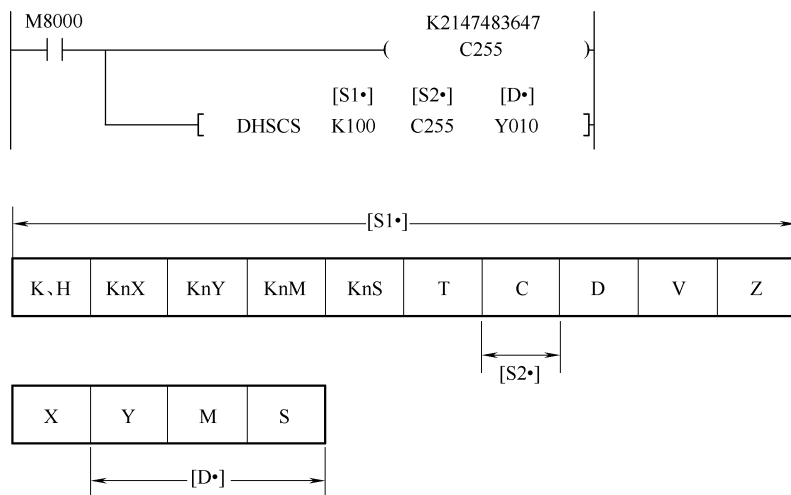 M8000
K2147483647
C255
[S1•] [S2•] [D•]
DHSCS K100 C255 Y010
[S1•]
K、H KnX KnY KnM KnS T C D V Z
[S2•]
X Y M S
[D•]